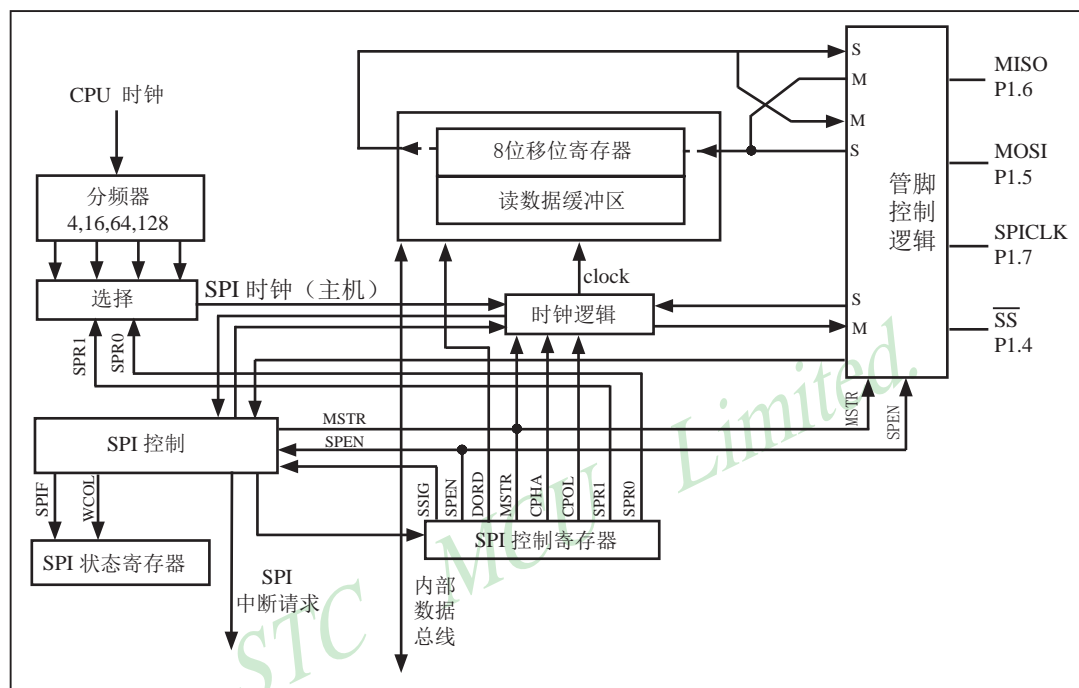 CPU 时钟
分频器
4,16,64,128
选择
SPI 时钟（主机）
SPR1
SPR0
8位移位寄存器
读数据缓冲区
clock
时钟逻辑
S
M
M
S
S
M
管脚
控制
逻辑
MISO
P1.6
MOSI
P1.5
SPICLK
P1.7
SS
P1.4
MSTR
SPEN
SPI 控制
MSTR
SPEN
SPIF
WCOL
SPI 状态寄存器
SSIG
SPEN
DORD
MSTR
CPHA
CPOL
SPR1
SPR0
SPI 控制寄存器
SPI
中断请求
内部
数据
总线
STC MCU Limited.